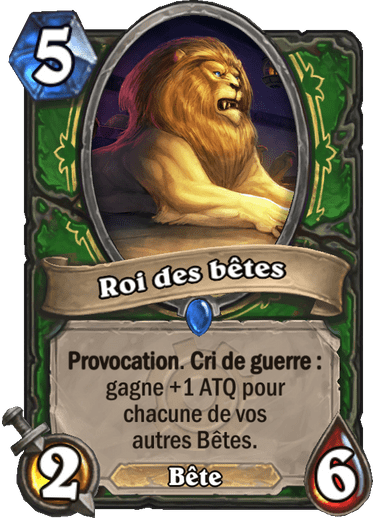 5
Roi des bêtes
Provocation. Cri de guerre :
gagne +1 ATQ pour
chacune de vos
autres Bêtes.
2
Bête
6